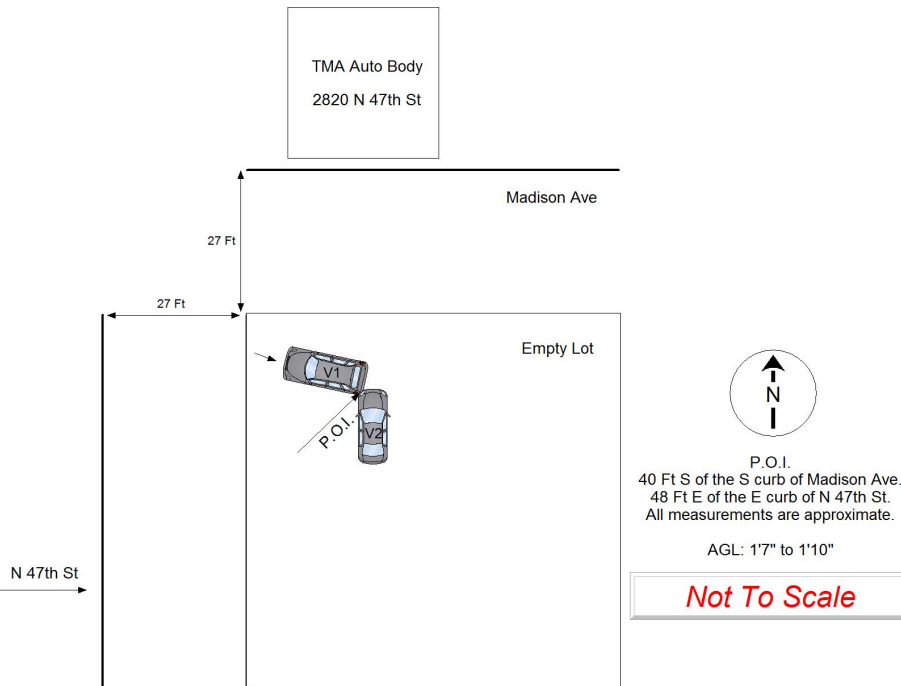 TMA Auto Body
2820 N 47th St
Madison Ave
27 Ft
27 Ft
Empty Lot
V1
P.O.I.
V2
N
P.O.I.
40 Ft S of the S curb of Madison Ave.
48 Ft E of the E curb of N 47th St.
All measurements are approximate.
AGL: 1'7" to 1'10"
N 47th St
Not To Scale